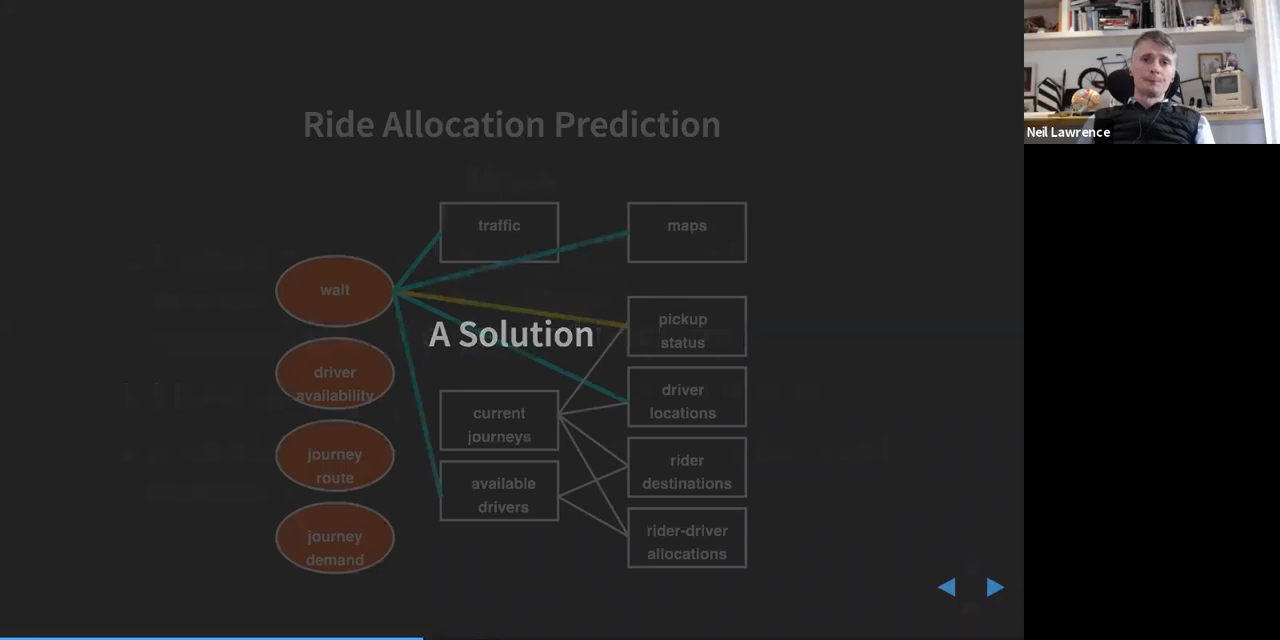 Ride Allocation Prediction
traffic
maps
wait
pickup
status
A Solution
driver
availability
driver
locations
current
journeys
journey
route
rider
destinations
available
drivers
journey
demand
rider-driver
allocations
Neil Lawrence